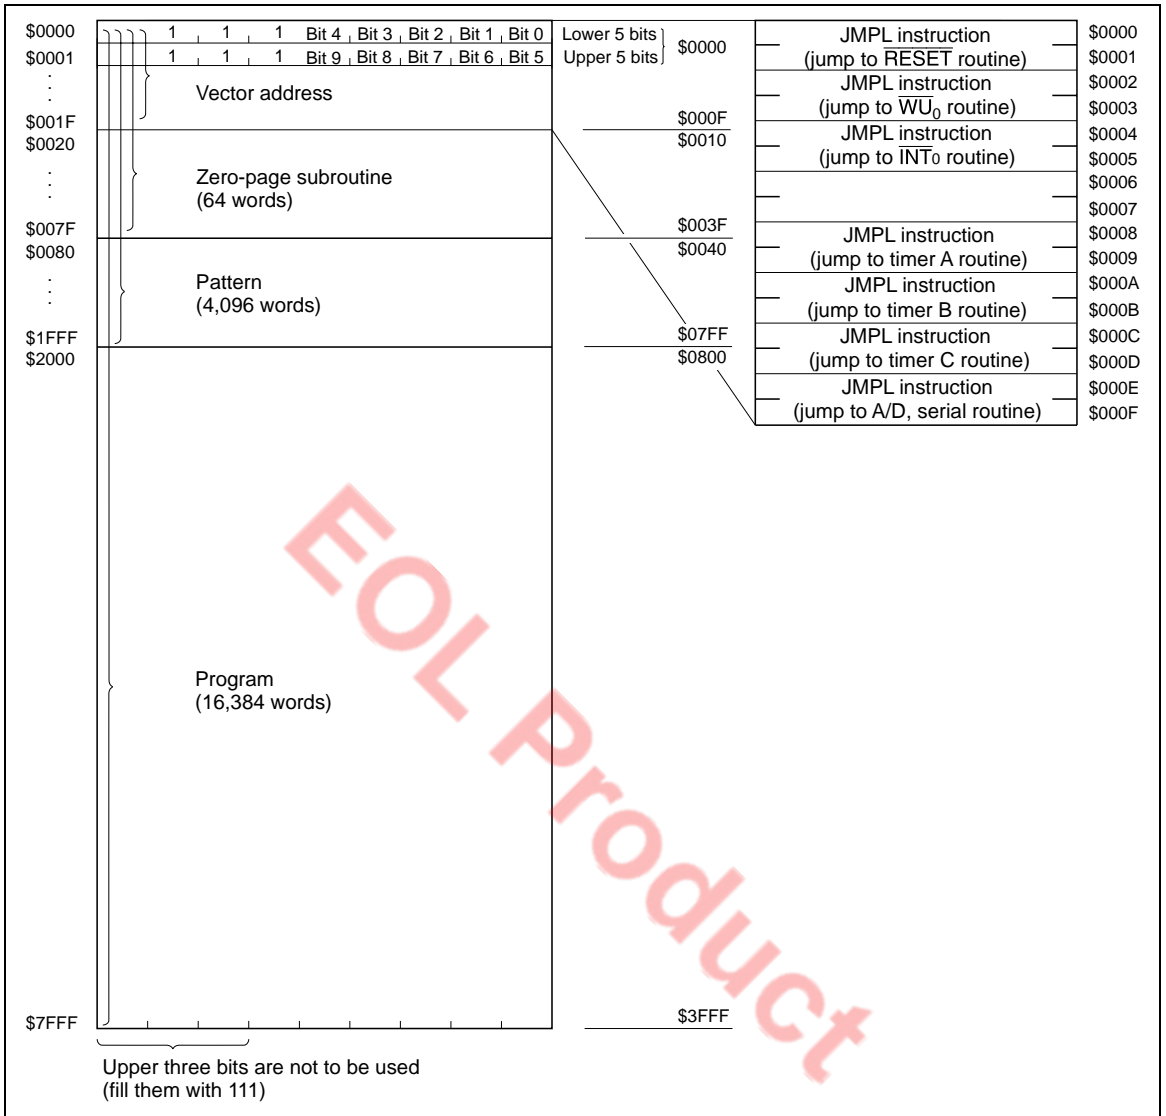 $0000
1 1 1 Bit 4 Bit 3 Bit 2 Bit 1 Bit 0
Lower 5 bits
$0001
1 1 1 Bit 9 Bit 8 Bit 7 Bit 6 Bit 5
Upper 5 bits
$0000
Vector address
$001F
$000F
$0020
$0010
Zero-page subroutine
(64 words)
$007F
$003F
$0080
$0040
Pattern
(4,096 words)
$1FFF
$07FF
$2000
$0800
Program
(16,384 words)
$7FFF
$3FFF
Upper three bits are not to be used
(fill them with 111)
JMPL instruction
(jump to RESET routine)
$0000
$0001
JMPL instruction
(jump to WU0 routine)
$0002
$0003
JMPL instruction
(jump to INT0 routine)
$0004
$0005
$0006
$0007
JMPL instruction
(jump to timer A routine)
$0008
$0009
JMPL instruction
(jump to timer B routine)
$000A
$000B
JMPL instruction
(jump to timer C routine)
$000C
$000D
JMPL instruction
(jump to A/D, serial routine)
$000E
$000F
EOL Product